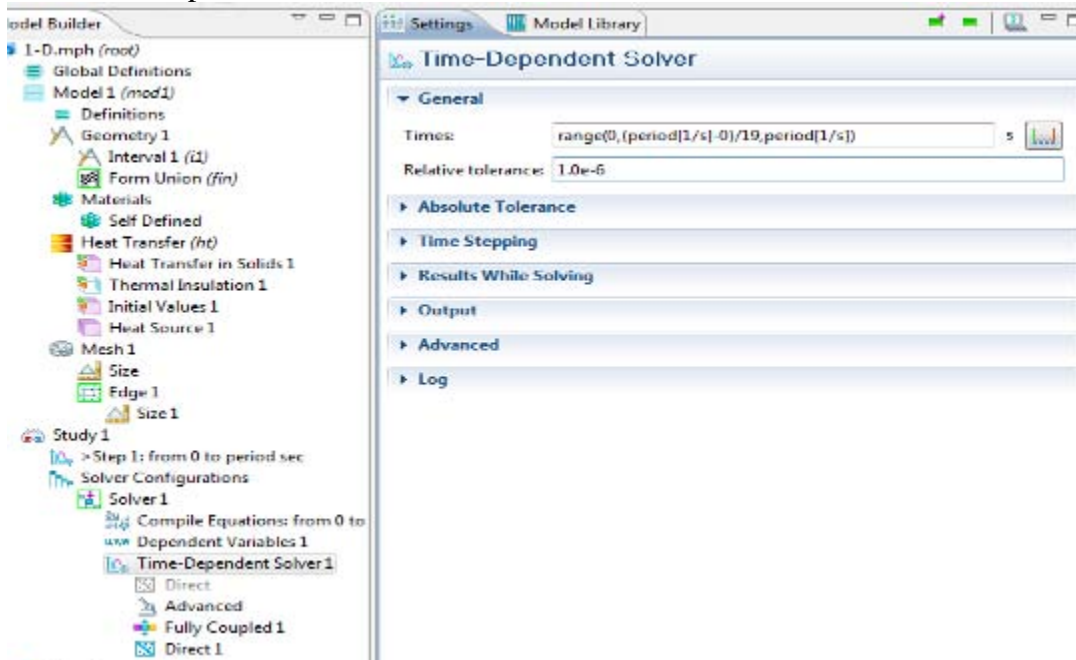 odel Builder
1-D.mph (root)
Global Definitions
Model 1 (mod1)
Definitions
Geometry 1
Interval 1 (i1)
Form Union (fin)
Materials
Self Defined
Heat Transfer (ht)
Heat Transfer in Solids 1
Thermal Insulation 1
Initial Values 1
Heat Source 1
Mesh 1
Size
Edge 1
Size 1
Study 1
>Step 1: from 0 to period sec
Solver Configurations
Solver 1
Compile Equations: from 0 to
Dependent Variables 1
Time-Dependent Solver 1
Direct
Advanced
Fully Coupled 1
Direct 1
Settings Model Library
Time-Dependent Solver
General
Times: range(0,(period[1/s]-0)/19,period[1/s]) s
Relative tolerance: 1.0e-6
Absolute Tolerance
Time Stepping
Results While Solving
Output
Advanced
Log